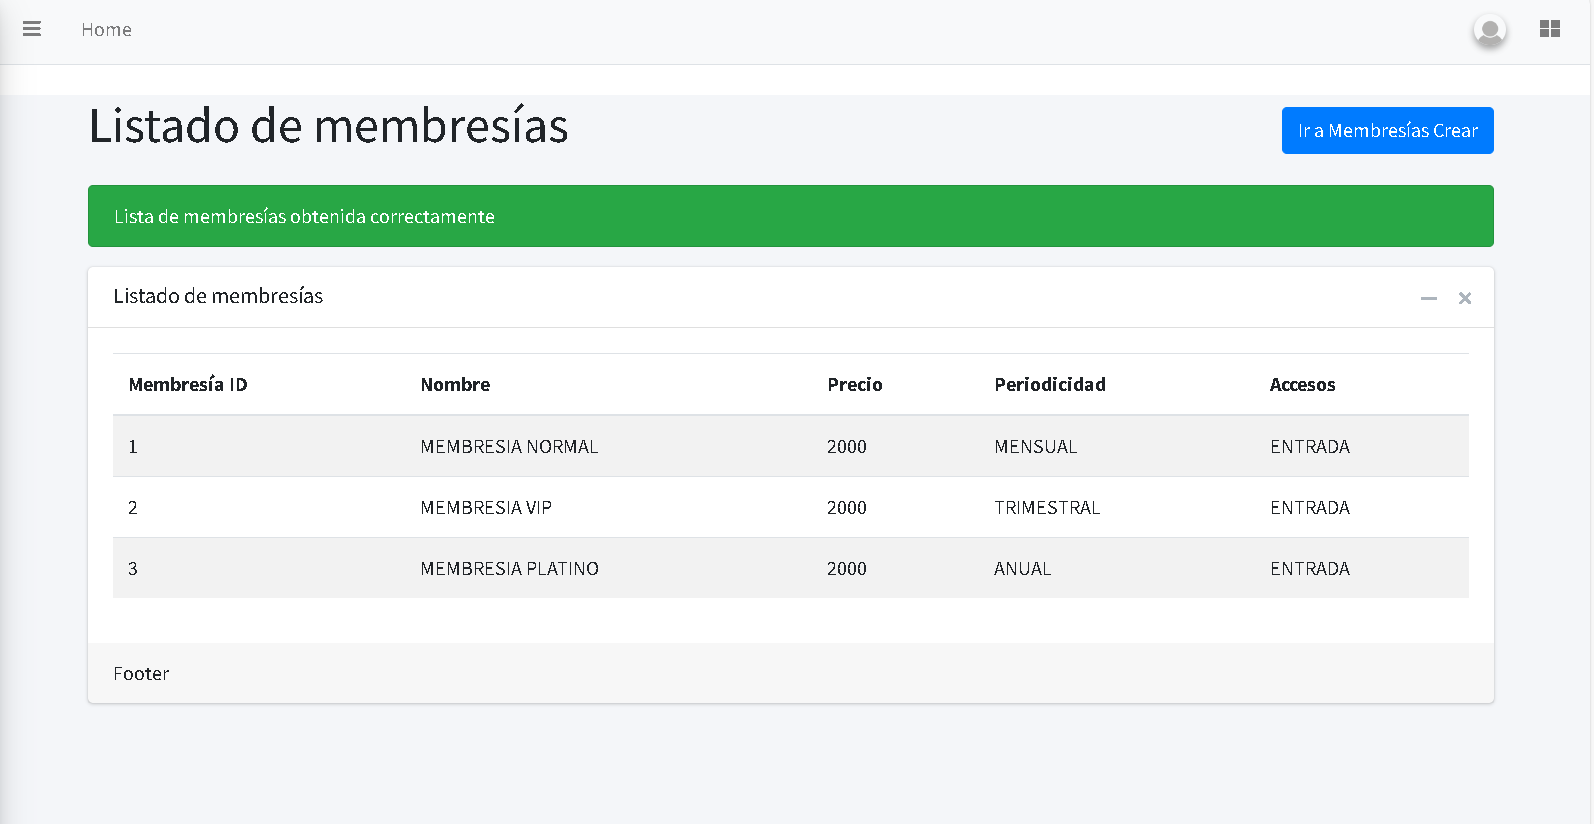 Home
Listado de membresías
Ir a Membresías Crear
Lista de membresías obtenida correctamente
Listado de membresías
Membresía ID Nombre Precio Periodicidad Accesos
1 MEMBRESIA NORMAL 2000 MENSUAL ENTRADA
2 MEMBRESIA VIP 2000 TRIMESTRAL ENTRADA
3 MEMBRESIA PLATINO 2000 ANUAL ENTRADA
Footer